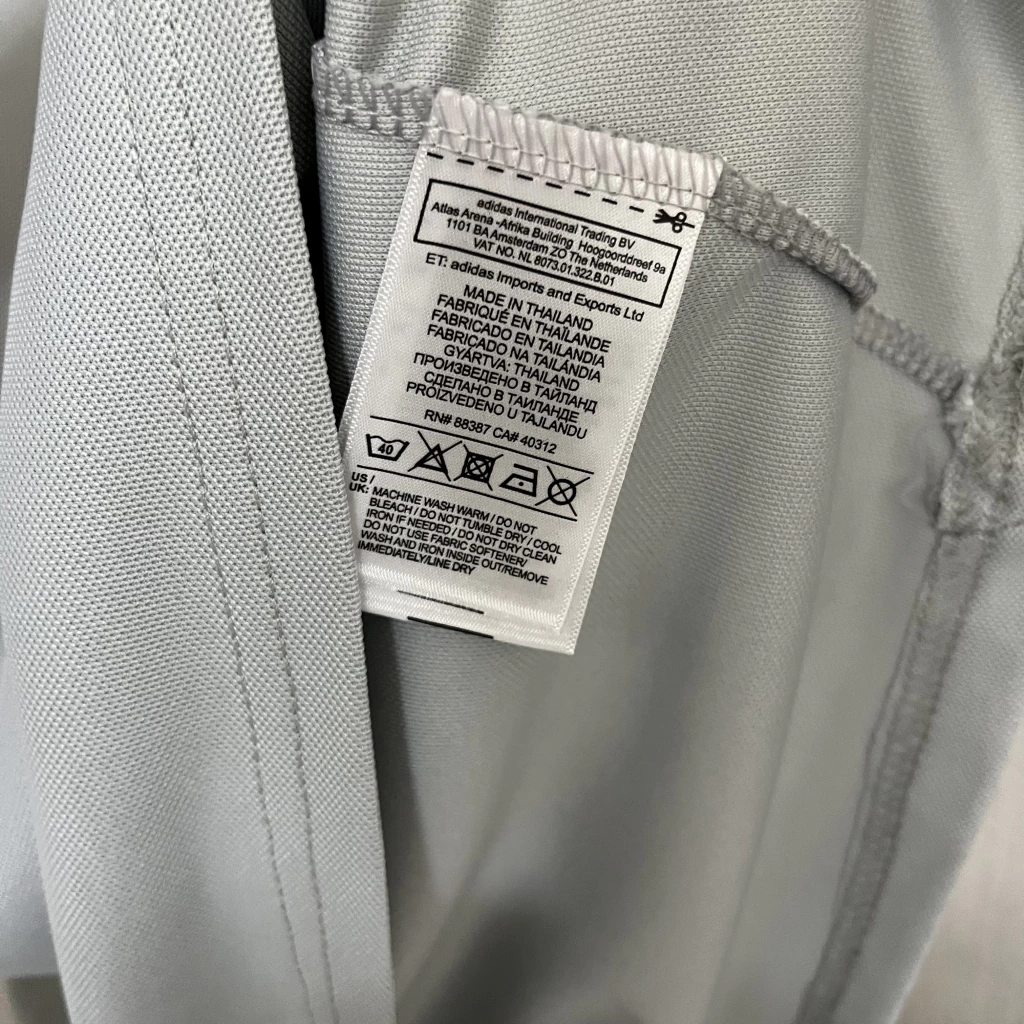 adidas International Trading BV
Atlas Arena -Afrika Building Hoogoorddreef 9a
1101 BA Amsterdam ZO The Netherlands
VAT NO. NL 8073.01.322.B.01
ET: adidas Imports and Exports Ltd
MADE IN THAILAND
FABRIQUÉ EN THAÏLANDE
FABRICADO EN TAILANDIA
FABRICADO NA TAILÂNDIA
GYÁRTVA: THAILAND
ПРОИЗВЕДЕНО В ТАЙЛАНД
СДЕЛАНО В ТАИЛАНДЕ
PROIZVEDENO U TAJLANDU
RN# 88387 CA# 40312
40
US /
UK: MACHINE WASH WARM / DO NOT
BLEACH / DO NOT TUMBLE DRY / COOL
IRON IF NEEDED / DO NOT DRY CLEAN
DO NOT USE FABRIC SOFTENER/
WASH AND IRON INSIDE OUT/REMOVE
IMMEDIATELY/LINE DRY